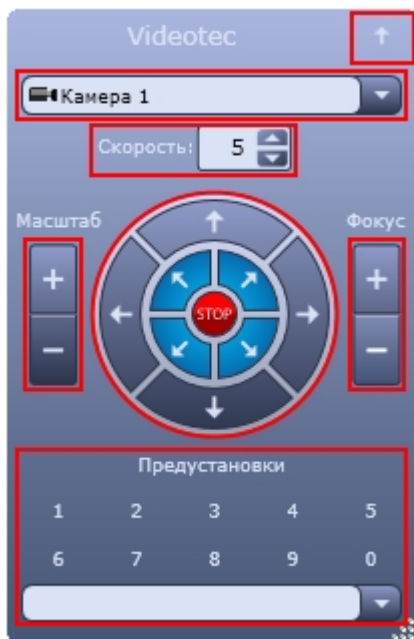 Videotec
Камера 1
Скорость: 5
Масштаб Фокус
+ +
STOP
− −
Предустановки
1 2 3 4 5
6 7 8 9 0